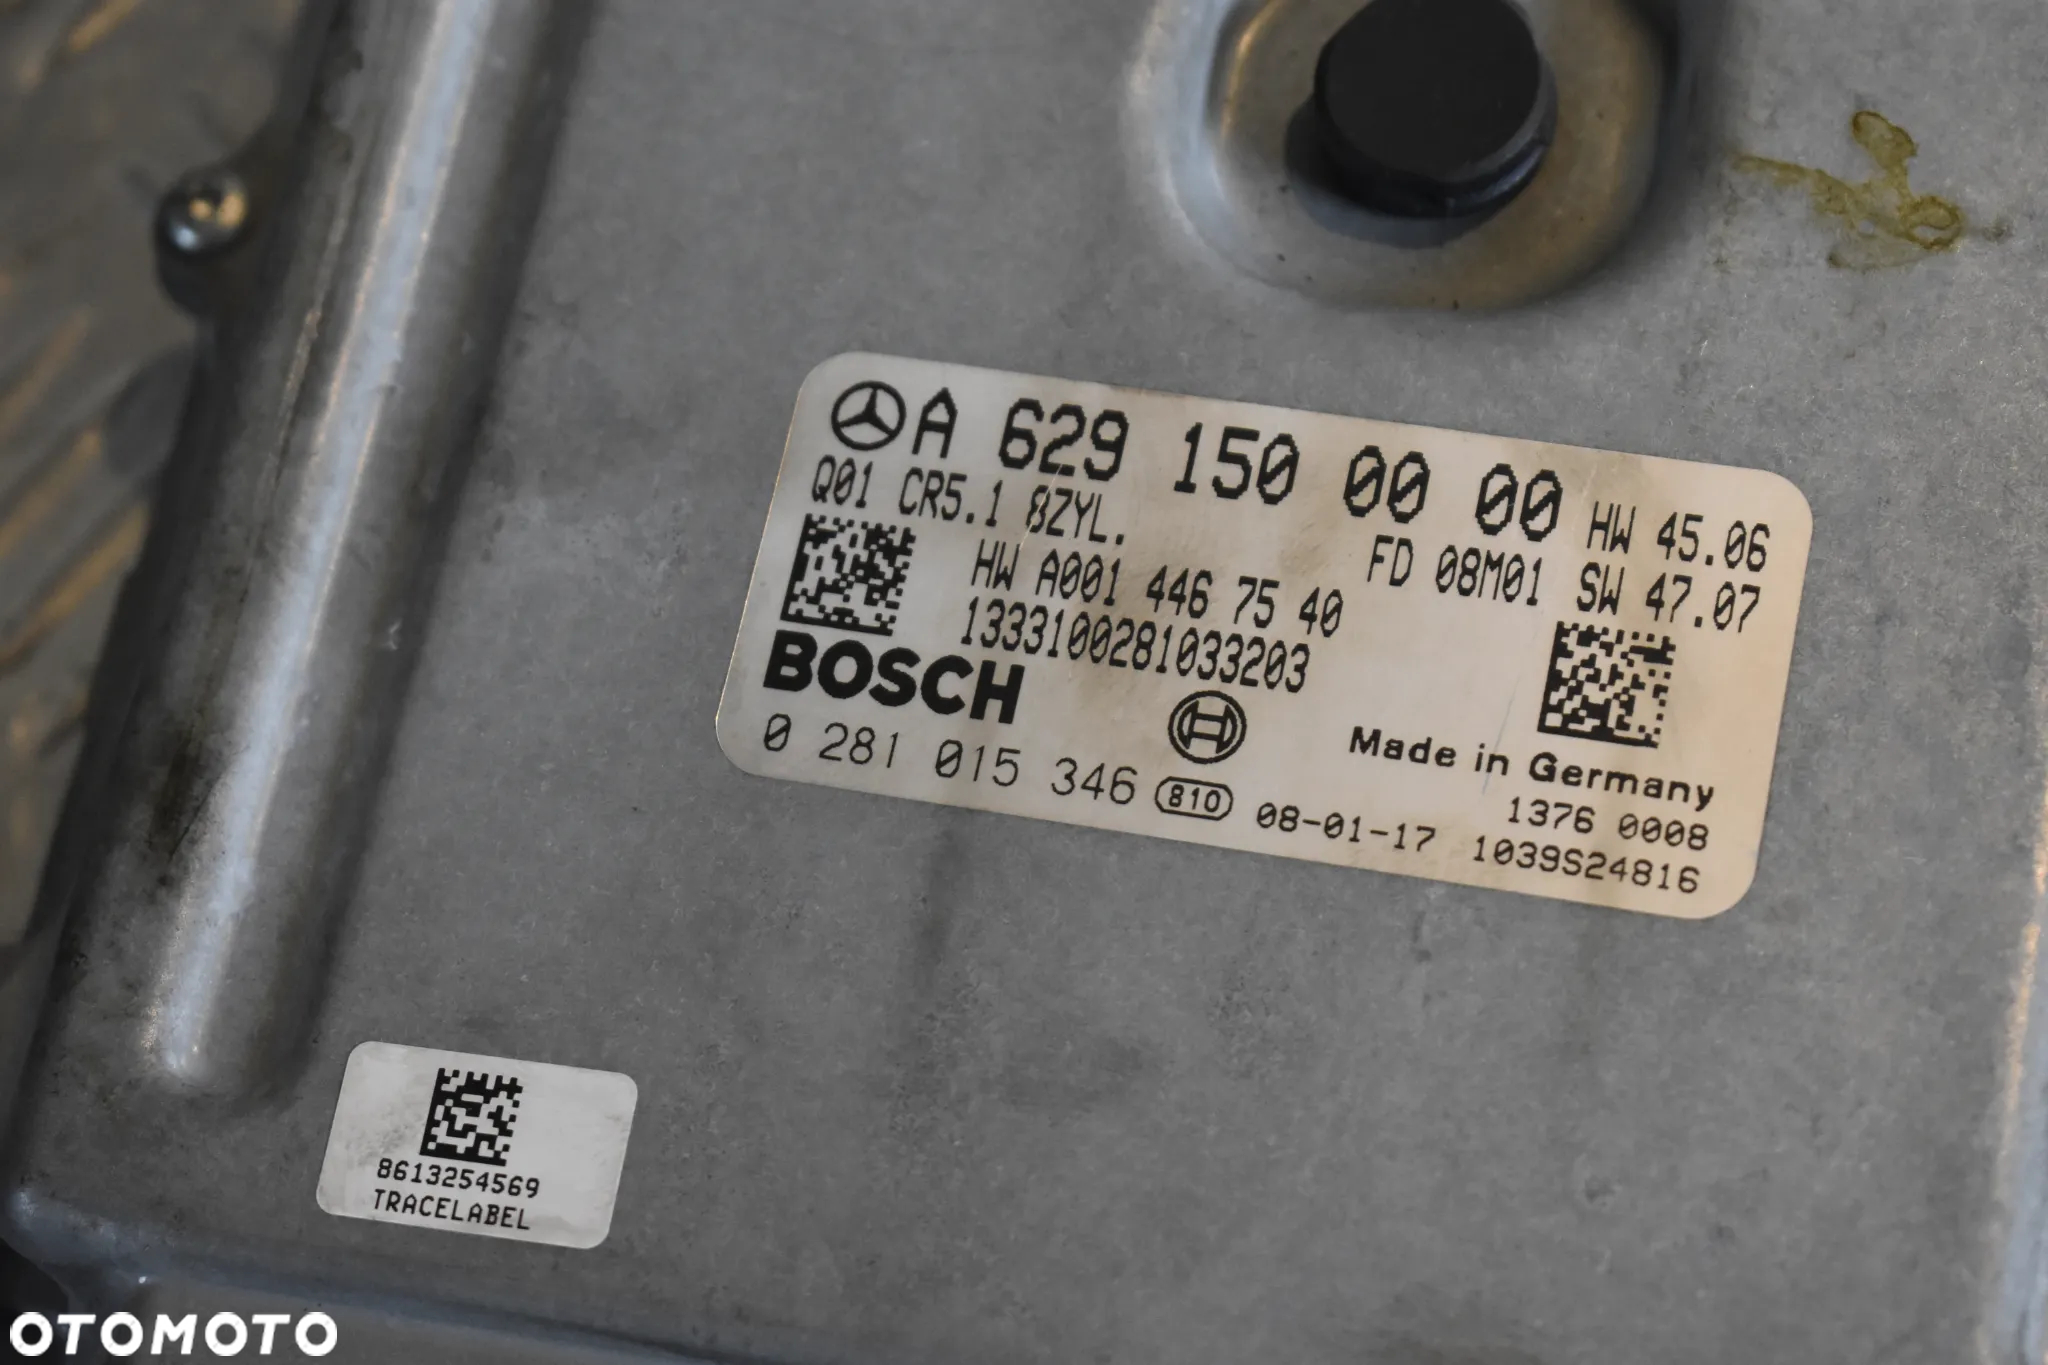 A 629 150 00 00 HW 45.06
Q01 CR5.1 8ZYL. FD 08M01 SW 47.07
HW A001 446 75 40
1333100281033203
BOSCH
Made in Germany
0 281 015 346 810 08-01-17 1376 0008
1039S24816
8613254569
TRACELABEL
OTOMOTO